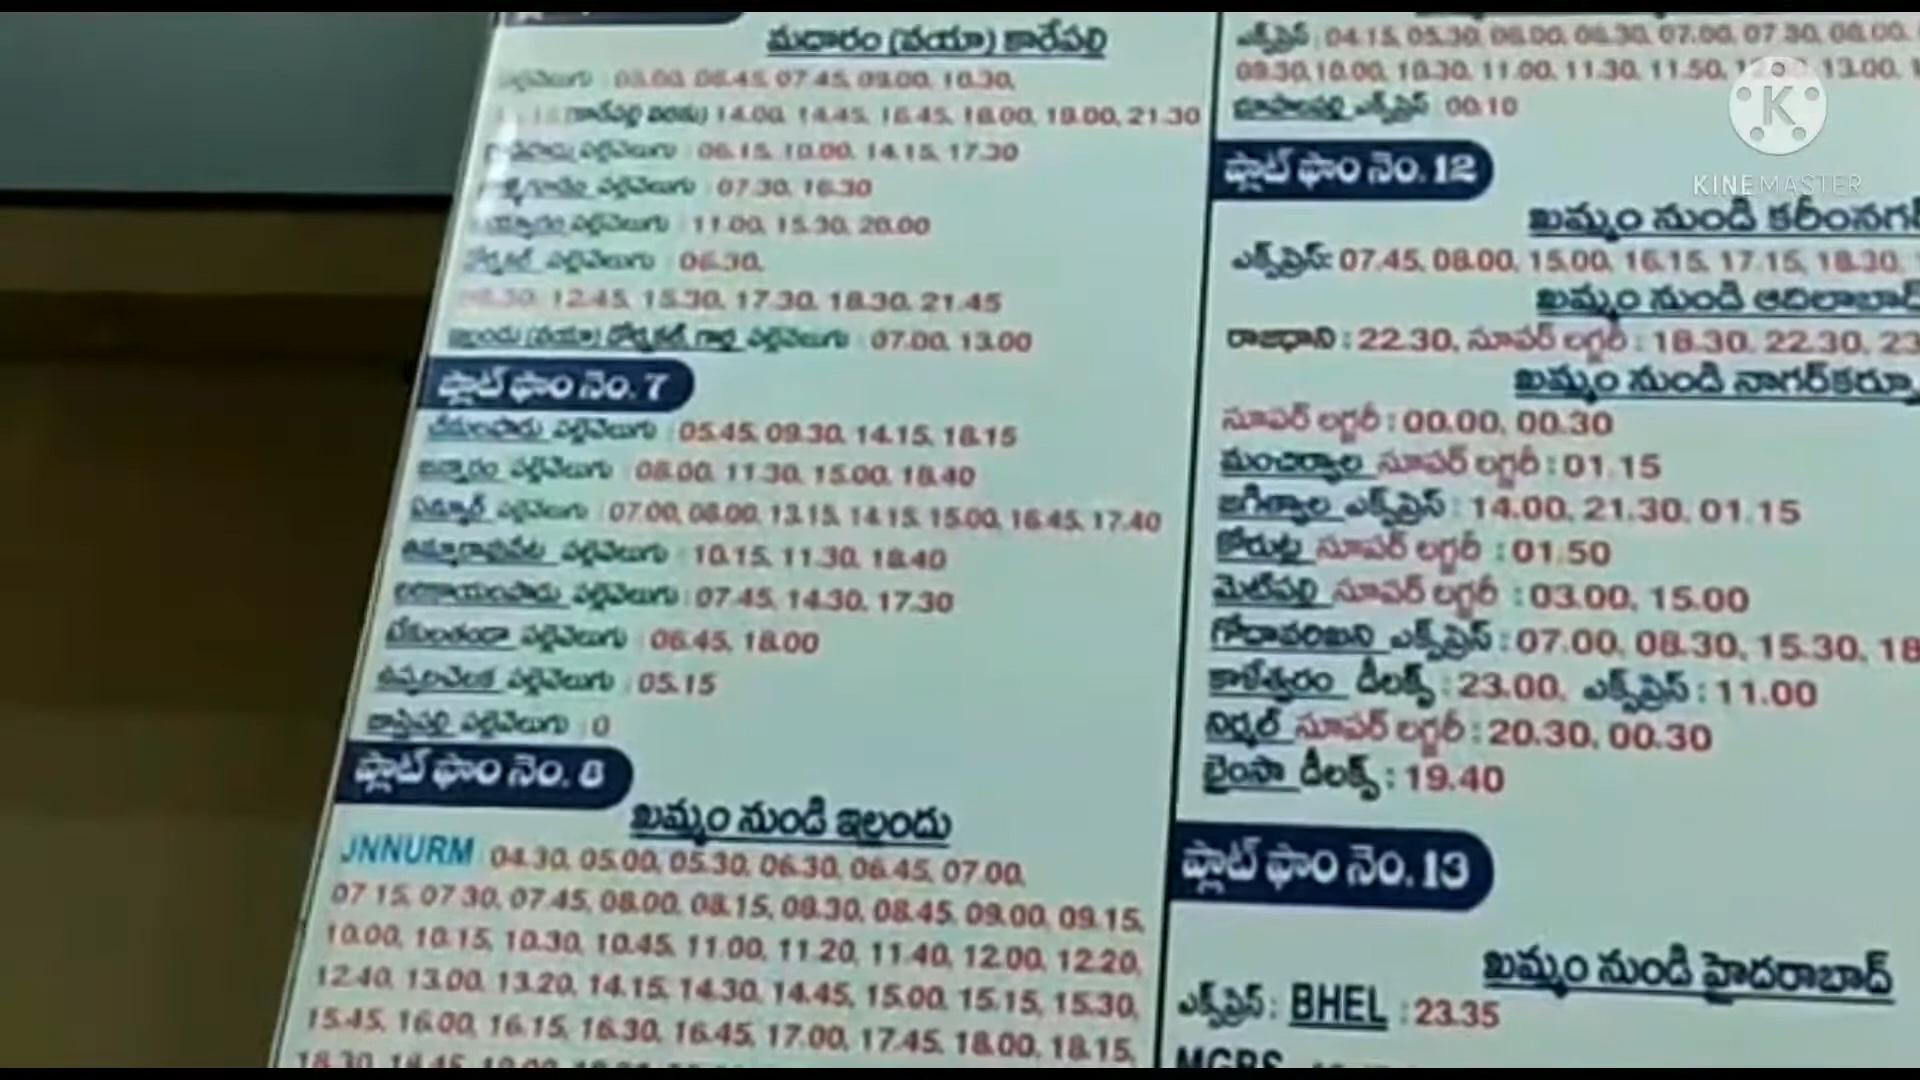 మదారం (వయా) కారేపల్లి
పల్లెవెలుగు : 05.00, 06.45, 07.45, 09.00, 10.30,
14.00, 14.45, 16.45, 18.00, 19.00, 21.30
పల్లెవెలుగు : 06.15, 10.00, 14.15, 17.30
పల్లెవెలుగు : 07.30, 16.30
పల్లెవెలుగు : 11.00, 15.30, 20.00
పల్లెవెలుగు : 06.30,
12.45, 15.30, 17.30, 18.30, 21.45
ఇల్లందు (వయా) డోర్నకల్ గార్ల పల్లెవెలుగు : 07.00, 13.00
ప్లాట్ ఫాం నెం. 7
పల్లెవెలుగు : 05.45, 09.30, 14.15, 18.15
జన్నారం పల్లెవెలుగు : 08.00, 11.30, 15.00, 18.40
ఏన్కూర్ పల్లెవెలుగు : 07.00, 08.00, 13.15, 14.15, 15.00, 16.45, 17.40
తిమ్మారావుపేట పల్లెవెలుగు : 10.15, 11.30, 18.40
పల్లెవెలుగు : 07.45, 14.30, 17.30
పల్లెవెలుగు : 06.45, 18.00
ఉప్పలచెలక పల్లెవెలుగు : 05.15
పల్లెవెలుగు : 0
ప్లాట్ ఫాం నెం. 8
ఖమ్మం నుండి ఇల్లందు
JNNURM : 04.30, 05.00, 05.30, 06.30, 06.45, 07.00,
07.15, 07.30, 07.45, 08.00, 08.15, 08.30, 08.45, 09.00, 09.15,
10.00, 10.15, 10.30, 10.45, 11.00, 11.20, 11.40, 12.00, 12.20,
12.40, 13.00, 13.20, 14.15, 14.30, 14.45, 15.00, 15.15, 15.30,
15.45, 16.00, 16.15, 16.30, 16.45, 17.00, 17.45, 18.00, 18.15,
ఎక్స్‌ప్రెస్ : 04.15, 05.30, 06.00, 06.30, 07.00, 07.30, 08.00,
09.30, 10.00, 10.30, 11.00, 11.30, 11.50, 13.00,
భూపాలపల్లి ఎక్స్‌ప్రెస్ : 00.10
ప్లాట్ ఫాం నెం. 12
ఖమ్మం నుండి కరీంనగర్
ఎక్స్‌ప్రెస్: 07.45, 08.00, 15.00, 16.15, 17.15, 18.30,
ఖమ్మం నుండి ఆదిలాబాద్
రాజధాని : 22.30, సూపర్ లగ్జరీ : 18.30, 22.30, 23
ఖమ్మం నుండి నాగర్‌కర్నూ
సూపర్ లగ్జరీ : 00.00, 00.30
మంచిర్యాల సూపర్ లగ్జరీ : 01.15
జగిత్యాల ఎక్స్‌ప్రెస్ : 14.00, 21.30, 01.15
కోరుట్ల సూపర్ లగ్జరీ : 01.50
మెట్‌పల్లి సూపర్ లగ్జరీ : 03.00, 15.00
గోదావరిఖని ఎక్స్‌ప్రెస్ : 07.00, 08.30, 15.30, 18
కాళేశ్వరం డీలక్స్ : 23.00, ఎక్స్‌ప్రెస్ : 11.00
నిర్మల్ సూపర్ లగ్జరీ : 20.30, 00.30
బైంసా డీలక్స్ : 19.40
ప్లాట్ ఫాం నెం. 13
ఖమ్మం నుండి హైదరాబాద్
ఎక్స్‌ప్రెస్ : BHEL : 23.35
MGBS
K
KINEMASTER